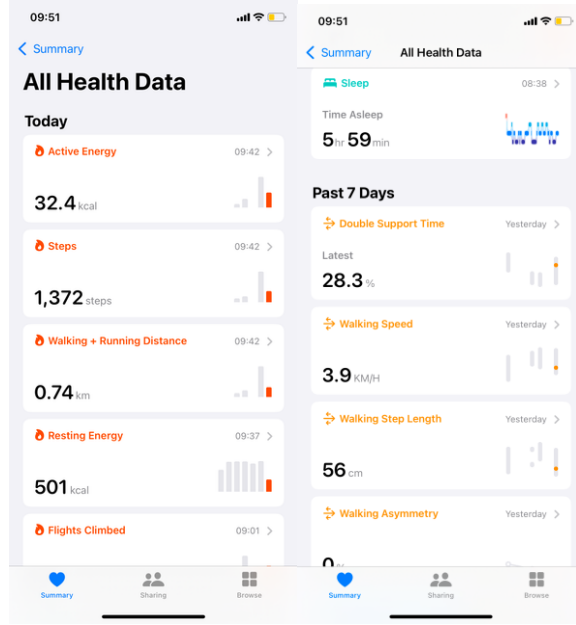 09:51
Summary
All Health Data
Today
Active Energy 09:42
32.4 kcal
Steps 09:42
1,372 steps
Walking + Running Distance 09:42
0.74 km
Resting Energy 09:37
501 kcal
Flights Climbed 09:01
Summary Sharing Browse
09:51
Summary All Health Data
Sleep 08:38
Time Asleep
5 hr 59 min
Past 7 Days
Double Support Time Yesterday
Latest
28.3 %
Walking Speed Yesterday
3.9 KM/H
Walking Step Length Yesterday
56 cm
Walking Asymmetry Yesterday
0 %
Summary Sharing Browse